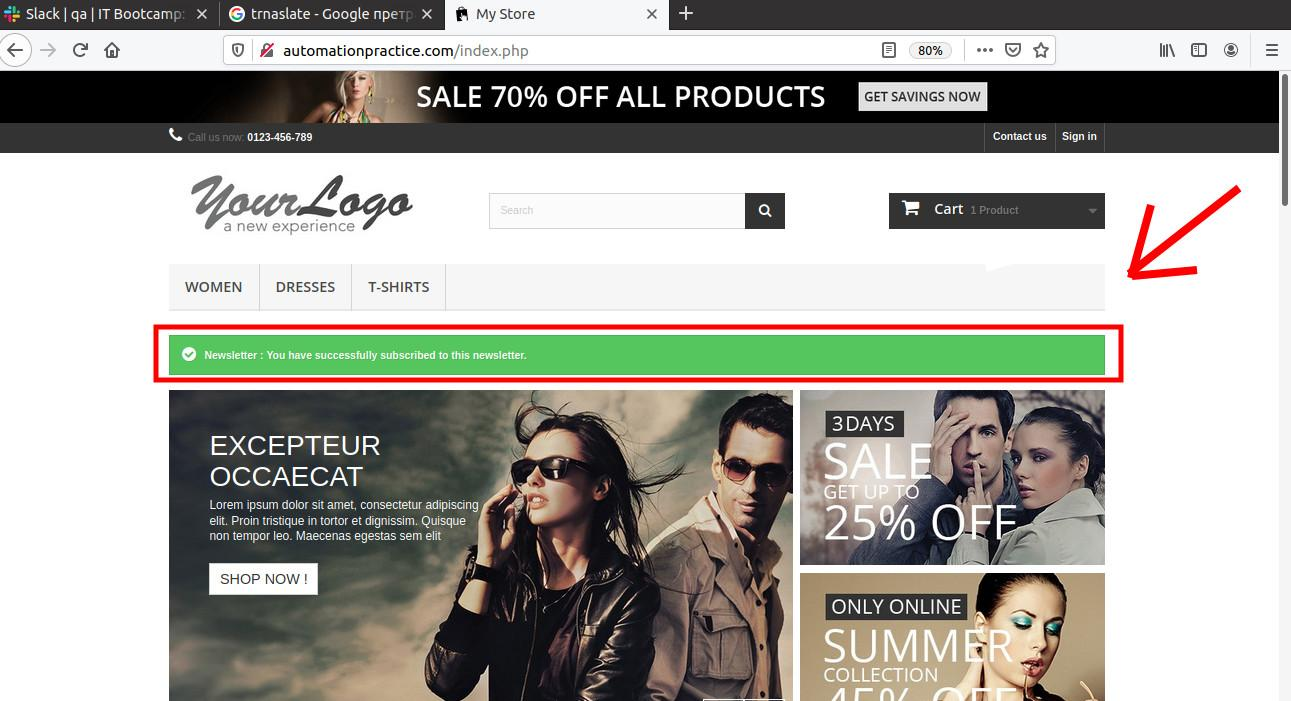 Slack | qa | IT Bootcamp:
trnaslate - Google претр
My Store
automationpractice.com/index.php
80%
SALE 70% OFF ALL PRODUCTS
GET SAVINGS NOW
Call us now: 0123-456-789
Contact us
Sign in
YourLogo
a new experience
Search
Cart 1 Product
WOMEN
DRESSES
T-SHIRTS
Newsletter : You have successfully subscribed to this newsletter.
EXCEPTEUR
OCCAECAT
Lorem ipsum dolor sit amet, consectetur adipiscing
elit. Proin tristique in tortor et dignissim. Quisque
non tempor leo. Maecenas egestas sem elit
SHOP NOW !
3DAYS
SALE
GET UP TO
25% OFF
ONLY ONLINE
SUMMER
COLLECTION
45% OFF